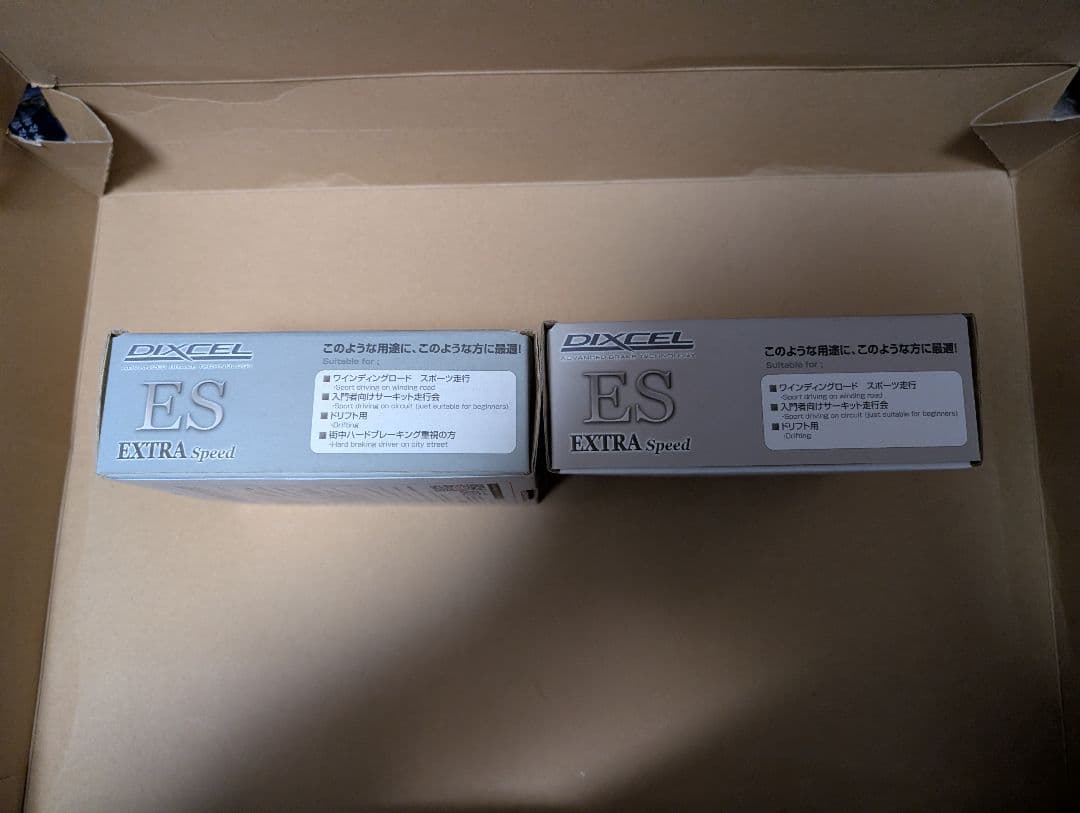 DIXCEL
ADVANCED BRAKE TECHNOLOGY
ES
EXTRA Speed
このような用途に、このような方に最適!
Suitable for ;
■ワインディングロード スポーツ走行
-Sport driving on winding road
■入門者向けサーキット走行会
-Sport driving on circuit (just suitable for beginners)
■ドリフト用
-Drifting
■街中ハードブレーキング重視の方
-Hard braking driver on city street
DIXCEL
ADVANCED BRAKE TECHNOLOGY
ES
EXTRA Speed
このような用途に、このような方に最適!
Suitable for ;
■ワインディングロード スポーツ走行
-Sport driving on winding road
■入門者向けサーキット走行会
-Sport driving on circuit (just suitable for beginners)
■ドリフト用
-Drifting